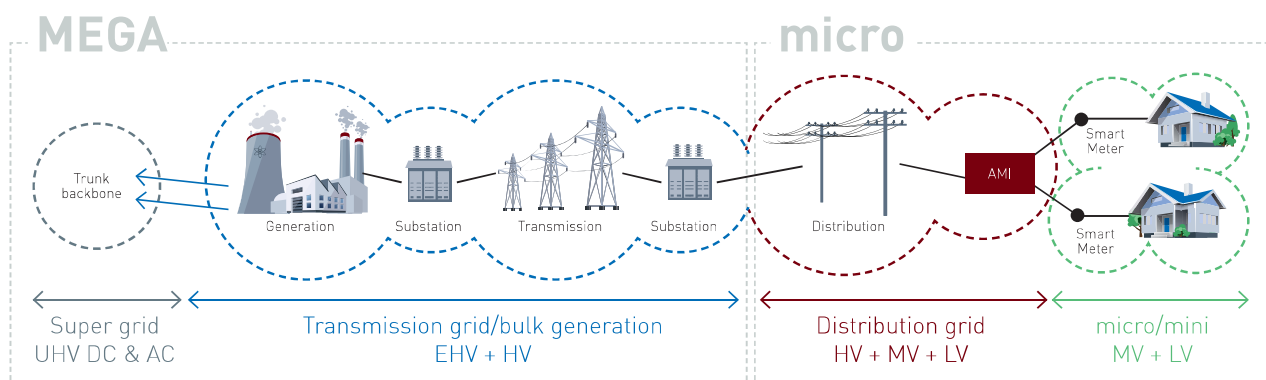 MEGA
micro
Trunk
backbone
Generation
Substation
Transmission
Substation
Distribution
AMI
Smart
Meter
Smart
Meter
Super grid
UHV DC & AC
Transmission grid/bulk generation
EHV + HV
Distribution grid
HV + MV + LV
micro/mini
MV + LV